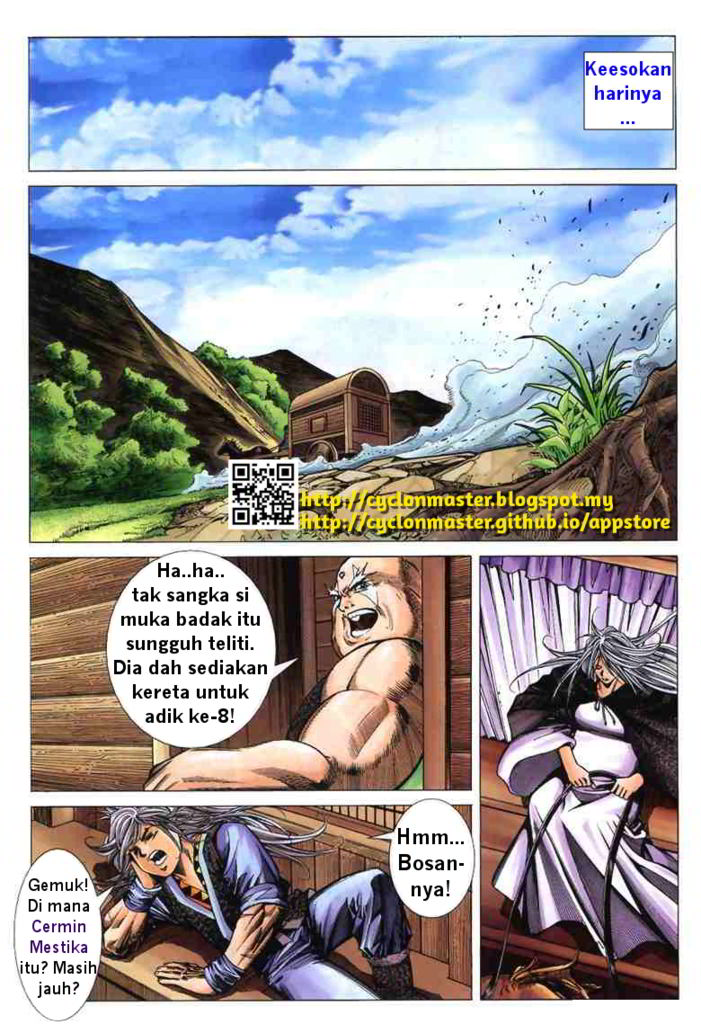 Keesokan
harinya
...
http://cyclonmaster.blogspot.my
http://cyclonmaster.github.io/appstore
Ha..ha..
tak sangka si
muka badak itu
sungguh teliti.
Dia dah sediakan
kereta untuk
adik ke-8!
Hmm...
Bosan-
nya!
Gemuk!
Di mana
Cermin
Mestika
itu? Masih
jauh?